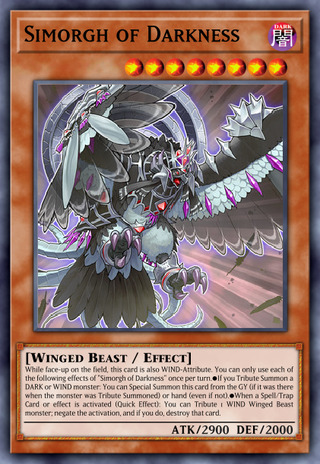 Simorgh of Darkness
DARK
闇
[Winged Beast / Effect]
While face-up on the field, this card is also WIND-Attribute. You can only use each of
the following effects of "Simorgh of Darkness" once per turn.●If you Tribute Summon a
DARK or WIND monster: You can Special Summon this card from the GY (if it was there
when the monster was Tribute Summoned) or hand (even if not).●When a Spell/Trap
Card or effect is activated (Quick Effect): You can Tribute 1 WIND Winged Beast
monster; negate the activation, and if you do, destroy that card.
ATK/2900 DEF/2000